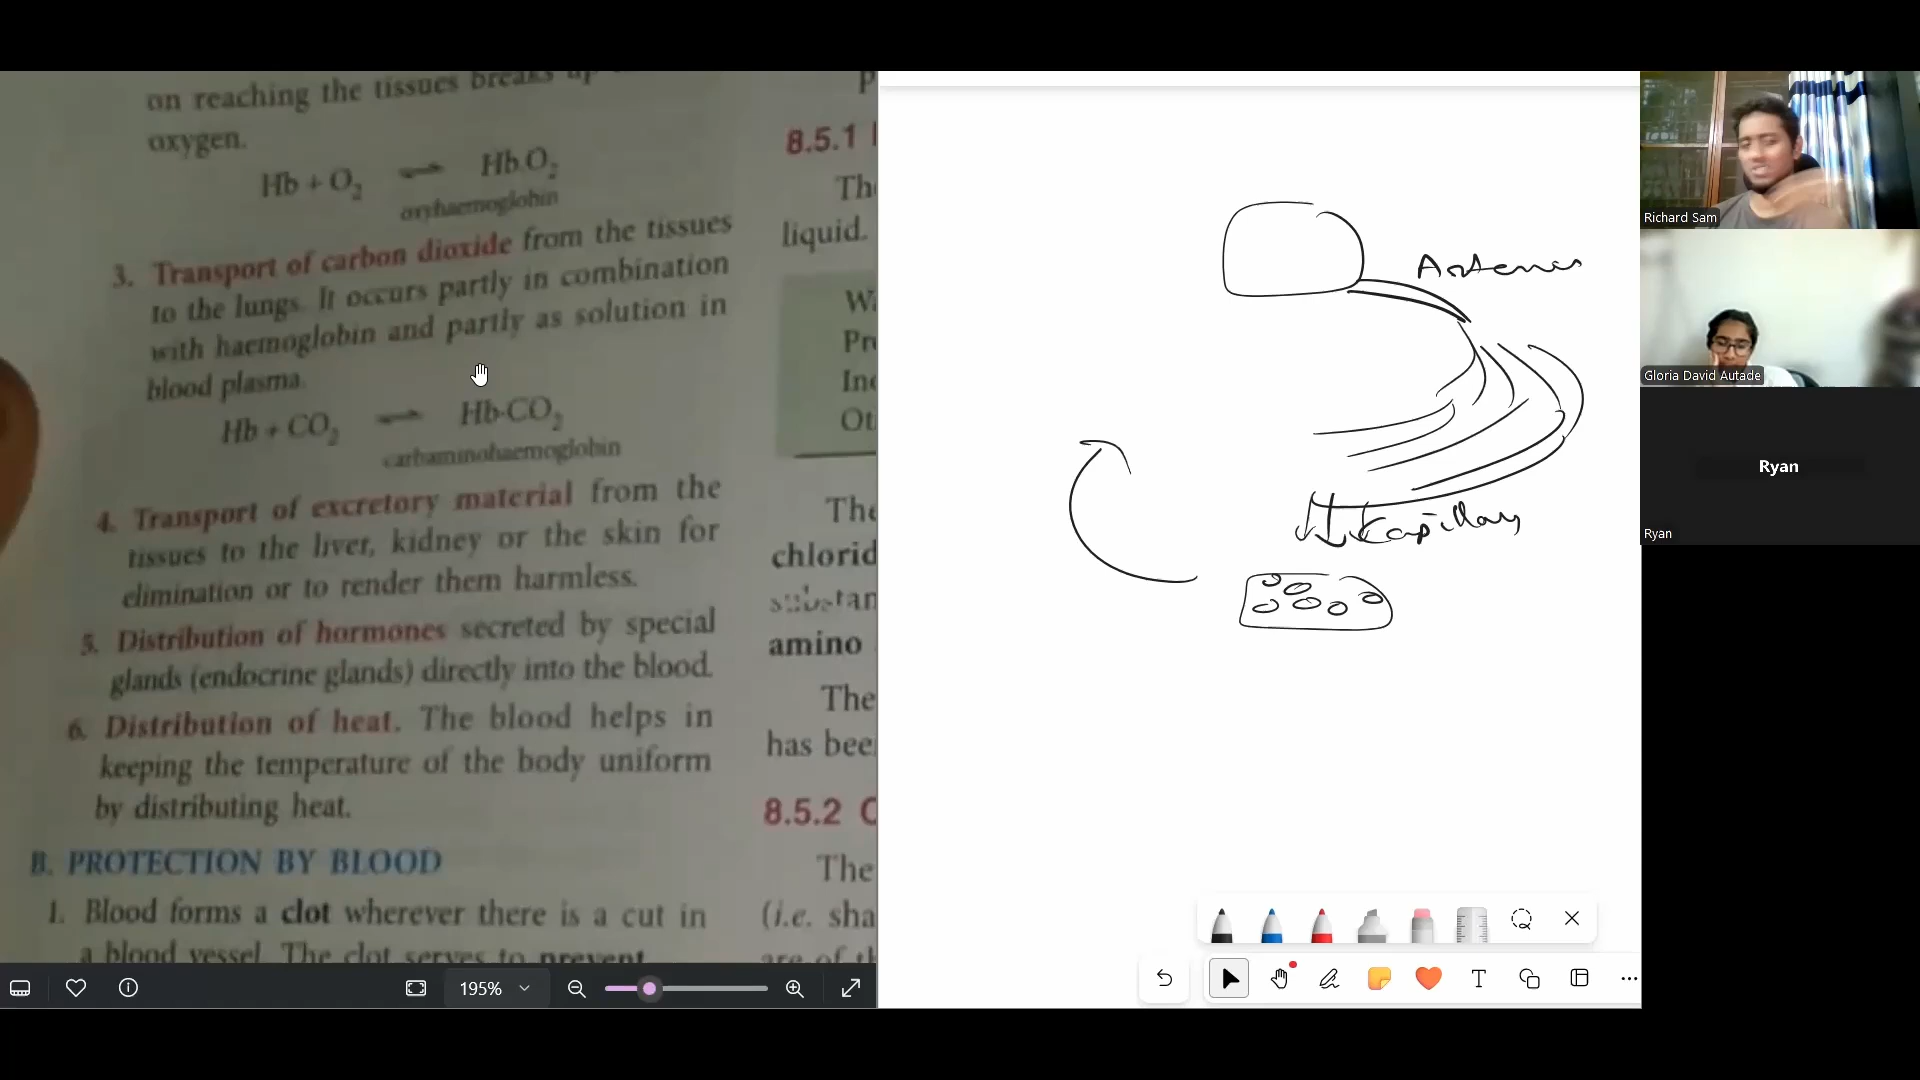 on reaching the tissues breaks up
oxygen.
Hb + O2 ⇌ Hb.O2
oxyhaemoglobin
3. Transport of carbon dioxide from the tissues
to the lungs. It occurs partly in combination
with haemoglobin and partly as solution in
blood plasma.
Hb + CO2 ⇌ Hb-CO2
carbaminohaemoglobin
4. Transport of excretory material from the
tissues to the liver, kidney or the skin for
elimination or to render them harmless.
5. Distribution of hormones secreted by special
glands (endocrine glands) directly into the blood.
6. Distribution of heat. The blood helps in
keeping the temperature of the body uniform
by distributing heat.
B. PROTECTION BY BLOOD
1. Blood forms a clot wherever there is a cut in
a blood vessel. The clot serves to prevent
8.5.1
liquid.
The
chlorid
amino
The
has bee
8.5.2
The
(i.e. sha
195%
Capillary
T
Richard Sam
Gloria David Autade
Ryan
Ryan